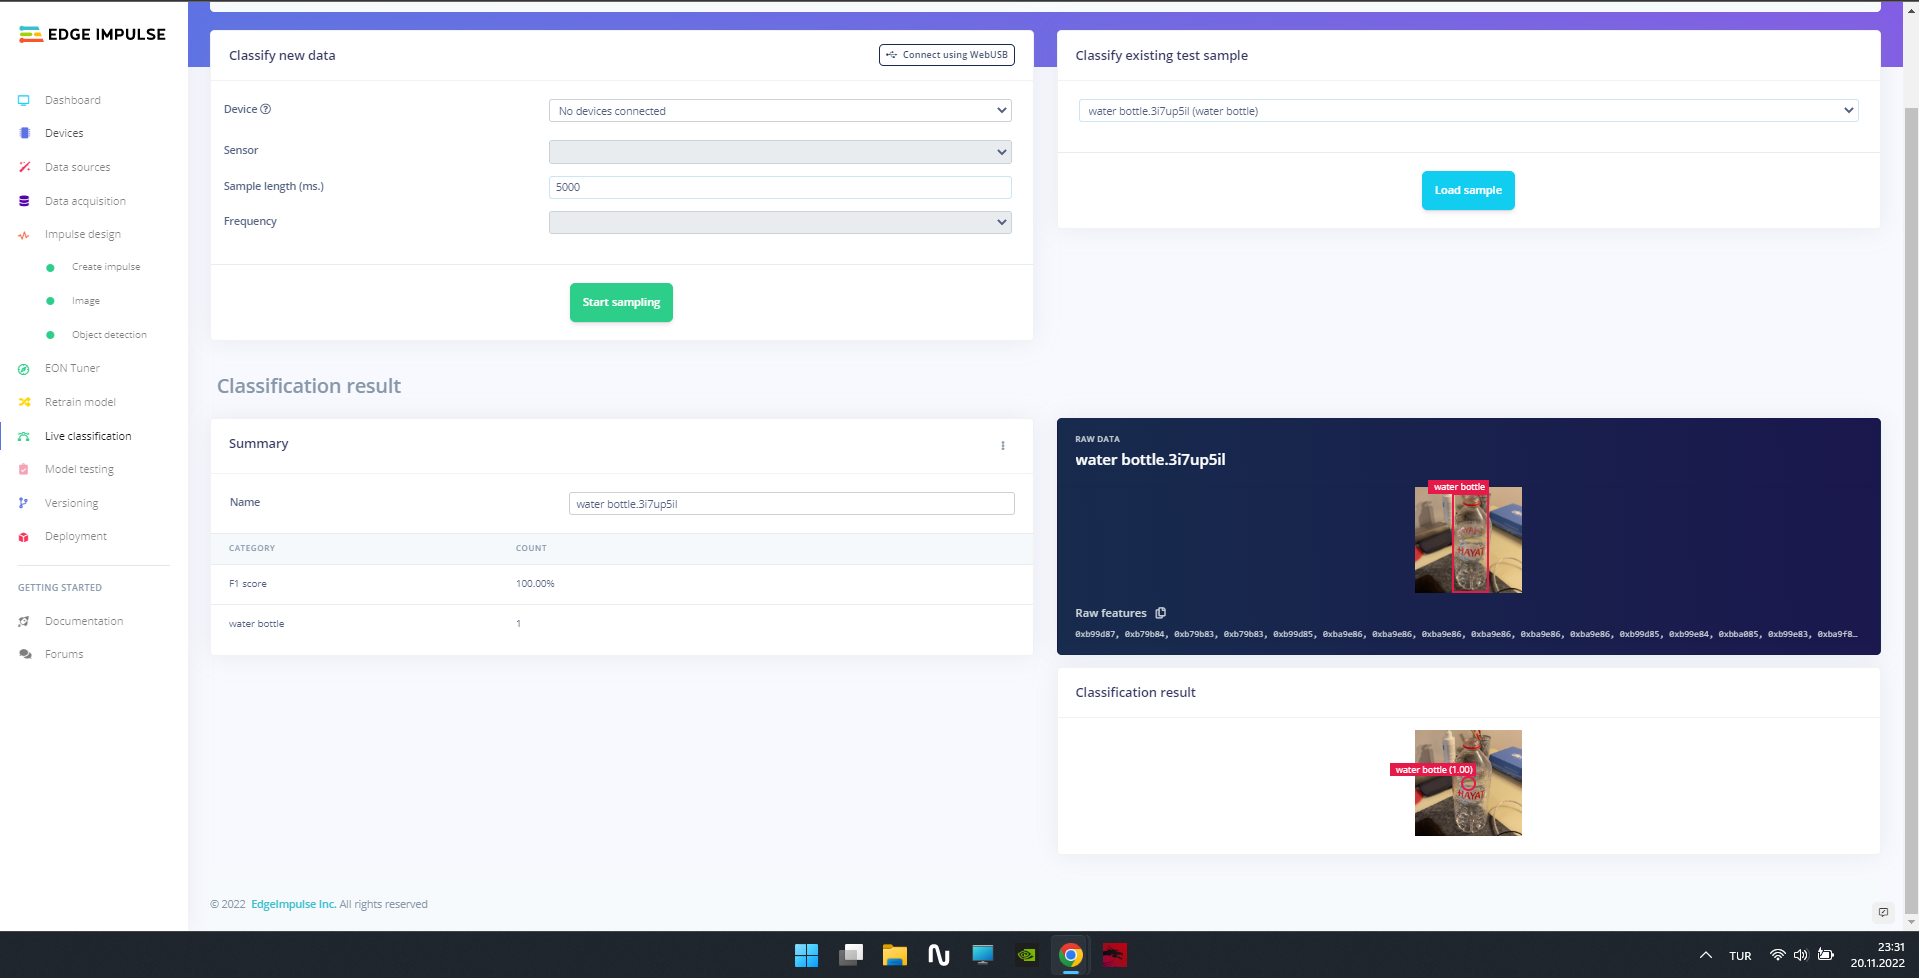 EDGE IMPULSE
Dashboard
Devices
Data sources
Data acquisition
Impulse design
Create impulse
Image
Object detection
EON Tuner
Retrain model
Live classification
Model testing
Versioning
Deployment
GETTING STARTED
Documentation
Forums
Classify new data
Connect using WebUSB
Device
No devices connected
Sensor
Sample length (ms.)
5000
Frequency
Start sampling
Classify existing test sample
water bottle.3i7up5il (water bottle)
Load sample
Classification result
Summary
Name
water bottle.3i7up5il
CATEGORY COUNT
F1 score 100.00%
water bottle 1
RAW DATA
water bottle.3i7up5il
water bottle
HAYAT
Raw features
0xb99d87, 0xb79b84, 0xb79b83, 0xb79b83, 0xb99d85, 0xba9e86, 0xba9e86, 0xba9e86, 0xba9e86, 0xba9e86, 0xba9e86, 0xb99d85, 0xb99e84, 0xbba085, 0xb99e83, 0xba9f8…
Classification result
water bottle (1.00)
HAYAT
© 2022 EdgeImpulse Inc. All rights reserved
TUR
23:31
20.11.2022